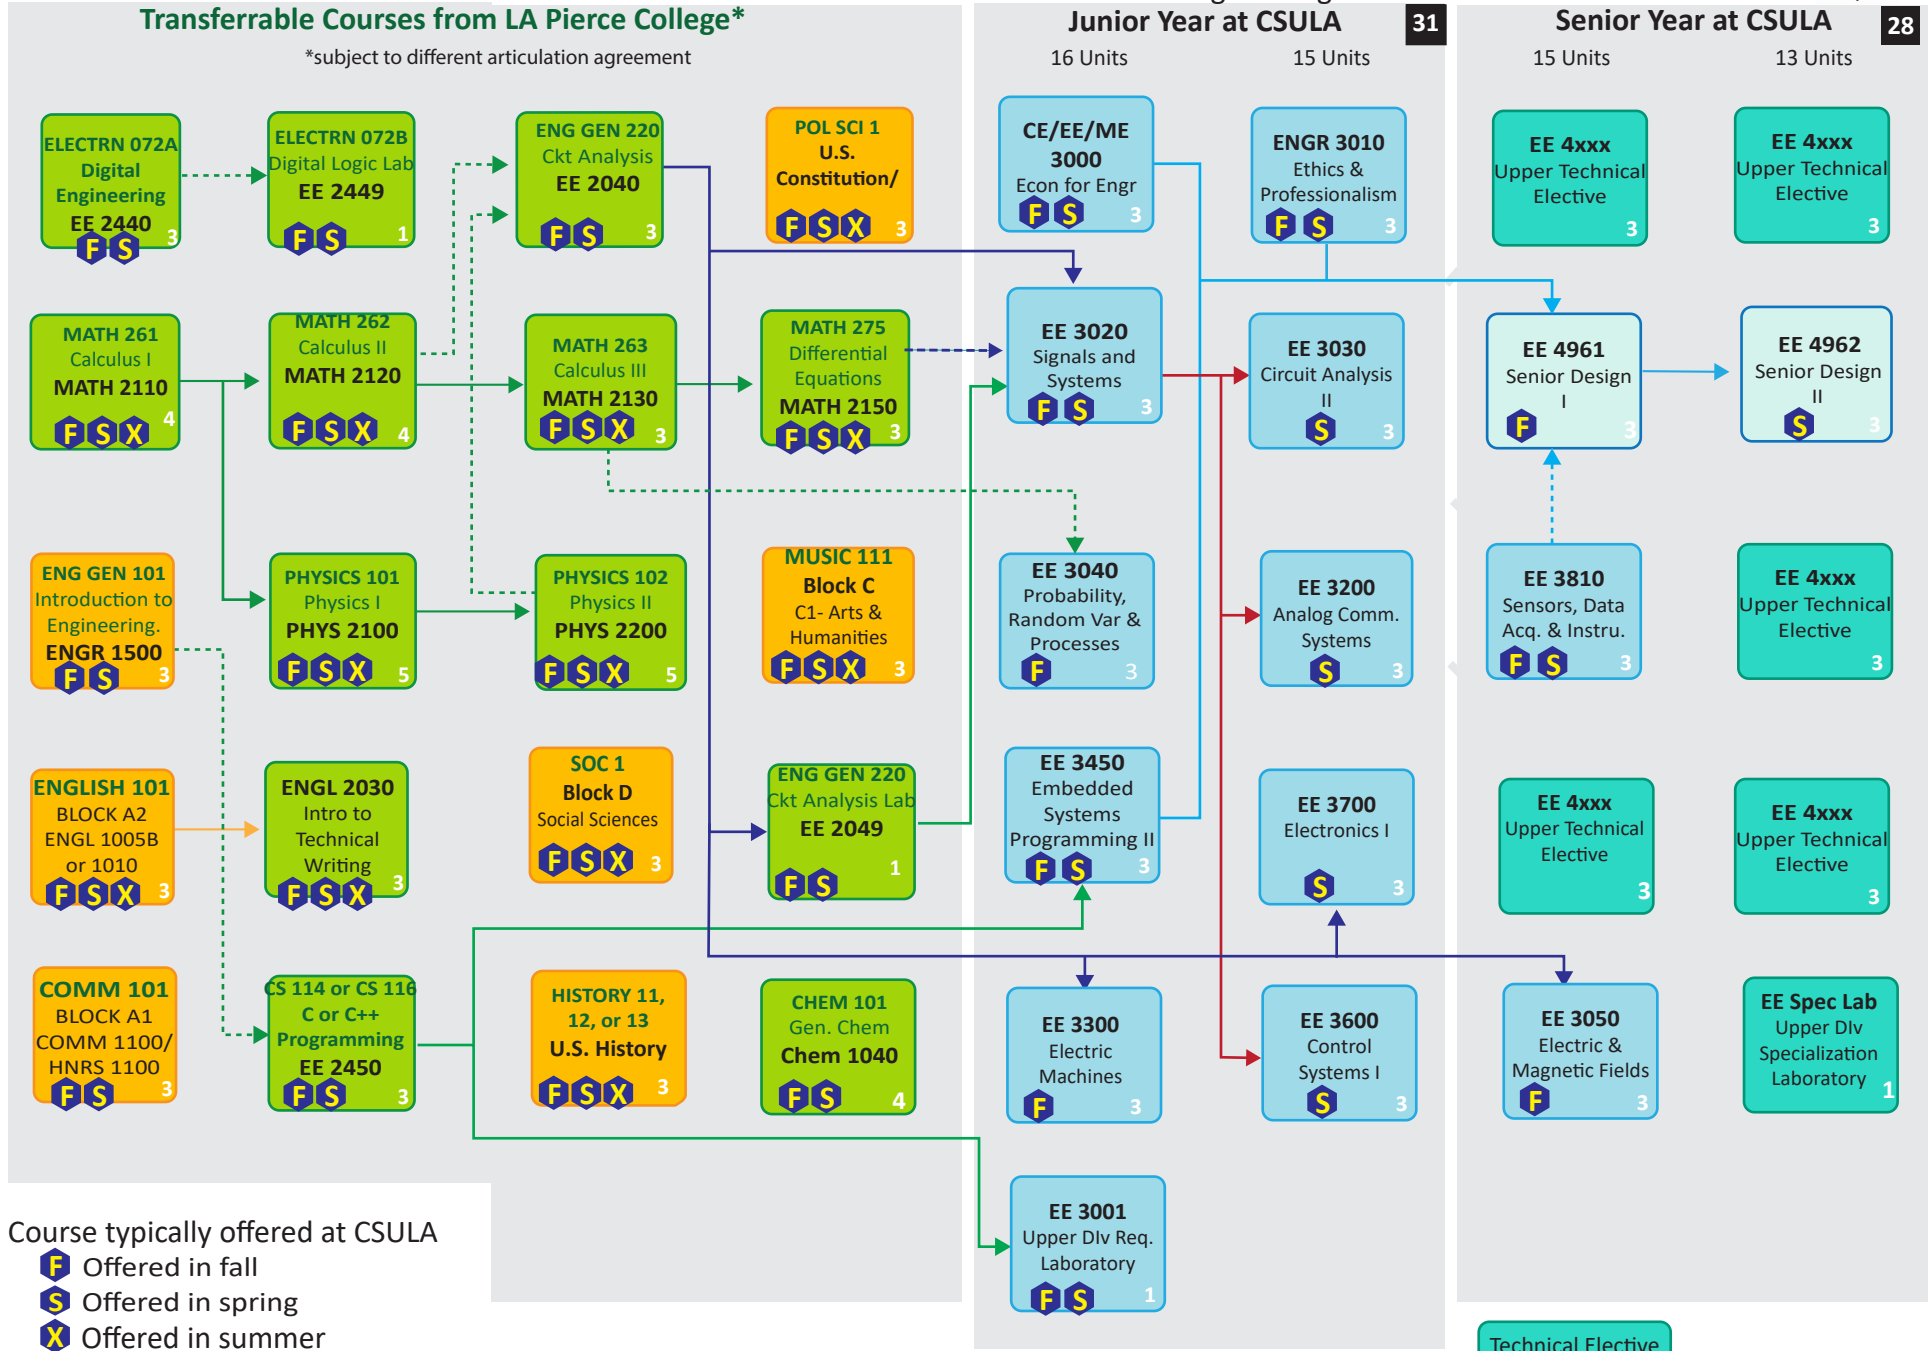 Transferrable Courses from LA Pierce College*
*subject to different articulation agreement
Junior Year at CSULA
31
16 Units
15 Units
Senior Year at CSULA
28
15 Units
13 Units
ELECTRN 072A
Digital
Engineering
EE 2440
3
F S
ELECTRN 072B
Digital Logic Lab
EE 2449
F S
1
ENG GEN 220
Ckt Analysis
EE 2040
F S
3
POL SCI 1
U.S.
Constitution/
F S X
3
CE/EE/ME
3000
Econ for Engr
F S
3
ENGR 3010
Ethics &
Professionalism
F S
3
EE 4xxx
Upper Technical
Elective
3
EE 4xxx
Upper Technical
Elective
3
MATH 261
Calculus I
MATH 2110
F S X
4
MATH 262
Calculus II
MATH 2120
F S X
4
MATH 263
Calculus III
MATH 2130
F S X
3
MATH 275
Differential
Equations
MATH 2150
F S X
3
EE 3020
Signals and
Systems
F S
3
EE 3030
Circuit Analysis
II
S
3
EE 4961
Senior Design
I
F
3
EE 4962
Senior Design
II
S
3
ENG GEN 101
Introduction to
Engineering.
ENGR 1500
F S
3
PHYSICS 101
Physics I
PHYS 2100
F S X
5
PHYSICS 102
Physics II
PHYS 2200
F S X
5
MUSIC 111
Block C
C1- Arts &
Humanities
F S X
3
EE 3040
Probability,
Random Var &
Processes
F
3
EE 3200
Analog Comm.
Systems
S
3
EE 3810
Sensors, Data
Acq. & Instru.
F S
3
EE 4xxx
Upper Technical
Elective
3
ENGLISH 101
BLOCK A2
ENGL 1005B
or 1010
F S X
3
ENGL 2030
Intro to
Technical
Writing
F S X
3
SOC 1
Block D
Social Sciences
F S X
3
ENG GEN 220
Ckt Analysis Lab
EE 2049
F S
1
EE 3450
Embedded
Systems
Programming II
F S
3
EE 3700
Electronics I
S
3
EE 4xxx
Upper Technical
Elective
3
EE 4xxx
Upper Technical
Elective
3
COMM 101
BLOCK A1
COMM 1100/
HNRS 1100
F S
3
CS 114 or CS 116
C or C++
Programming
EE 2450
F S
3
HISTORY 11,
12, or 13
U.S. History
F S X
3
CHEM 101
Gen. Chem
Chem 1040
F S
4
EE 3300
Electric
Machines
F
3
EE 3600
Control
Systems I
S
3
EE 3050
Electric &
Magnetic Fields
F
3
EE Spec Lab
Upper DIv
Specialization
Laboratory
1
EE 3001
Upper DIv Req.
Laboratory
F S
1
Course typically offered at CSULA
F Offered in fall
S Offered in spring
X Offered in summer
Technical Elective